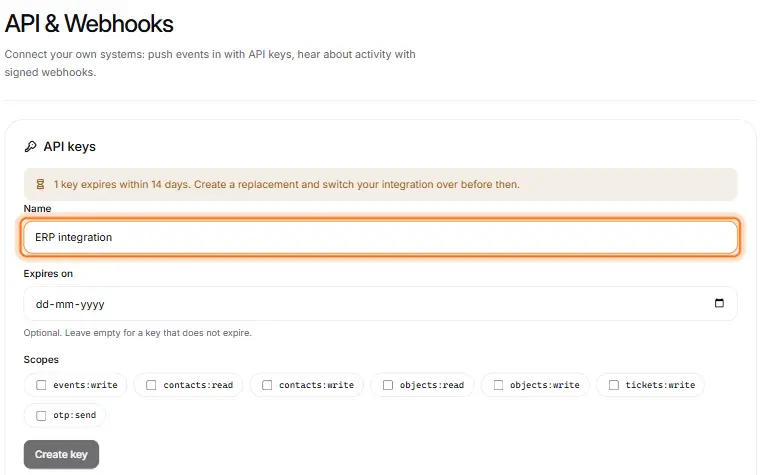 API & Webhooks
Connect your own systems: push events in with API keys, hear about activity with
signed webhooks.
API keys
1 key expires within 14 days. Create a replacement and switch your integration over before then.
Name
ERP integration
Expires on
dd-mm-yyyy
Optional. Leave empty for a key that does not expire.
Scopes
events:write contacts:read contacts:write objects:read objects:write tickets:write
otp:send
Create key